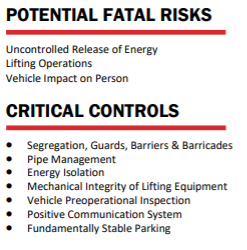 POTENTIAL FATAL RISKS
Uncontrolled Release of Energy
Lifting Operations
Vehicle Impact on Person
CRITICAL CONTROLS
• Segregation, Guards, Barriers & Barricades
• Pipe Management
• Energy Isolation
• Mechanical Integrity of Lifting Equipment
• Vehicle Preoperational Inspection
• Positive Communication System
• Fundamentally Stable Parking